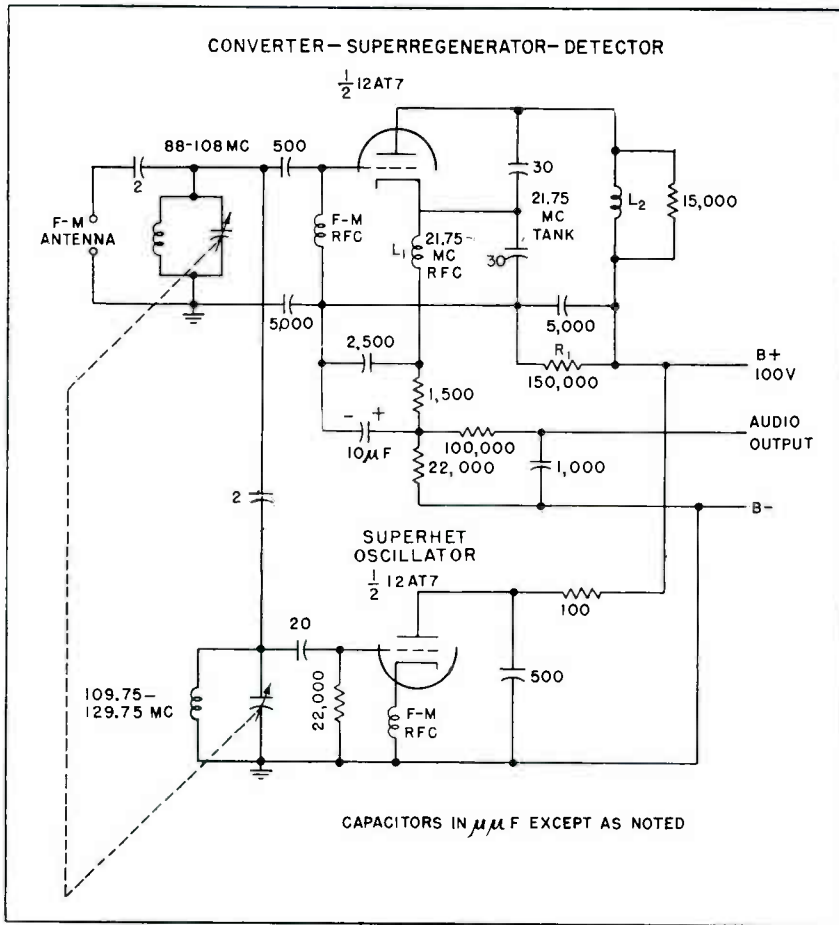 CONVERTER-SUPERREGENERATOR-DETECTOR
1/2 12AT7
88-108 MC
500
2
F-M
ANTENNA
F-M
RFC
L1
21.75-
MC
RFC
30
21.75
MC
TANK
30
L2
15,000
5,000
5,000
2,500
R1
150,000
B+
100V
1,500
- +
10μF
100,000
AUDIO
OUTPUT
22,000
1,000
B-
2
SUPERHET
OSCILLATOR
1/2 12AT7
100
20
500
109.75-
129.75 MC
22,000
F-M
RFC
CAPACITORS IN μμF EXCEPT AS NOTED